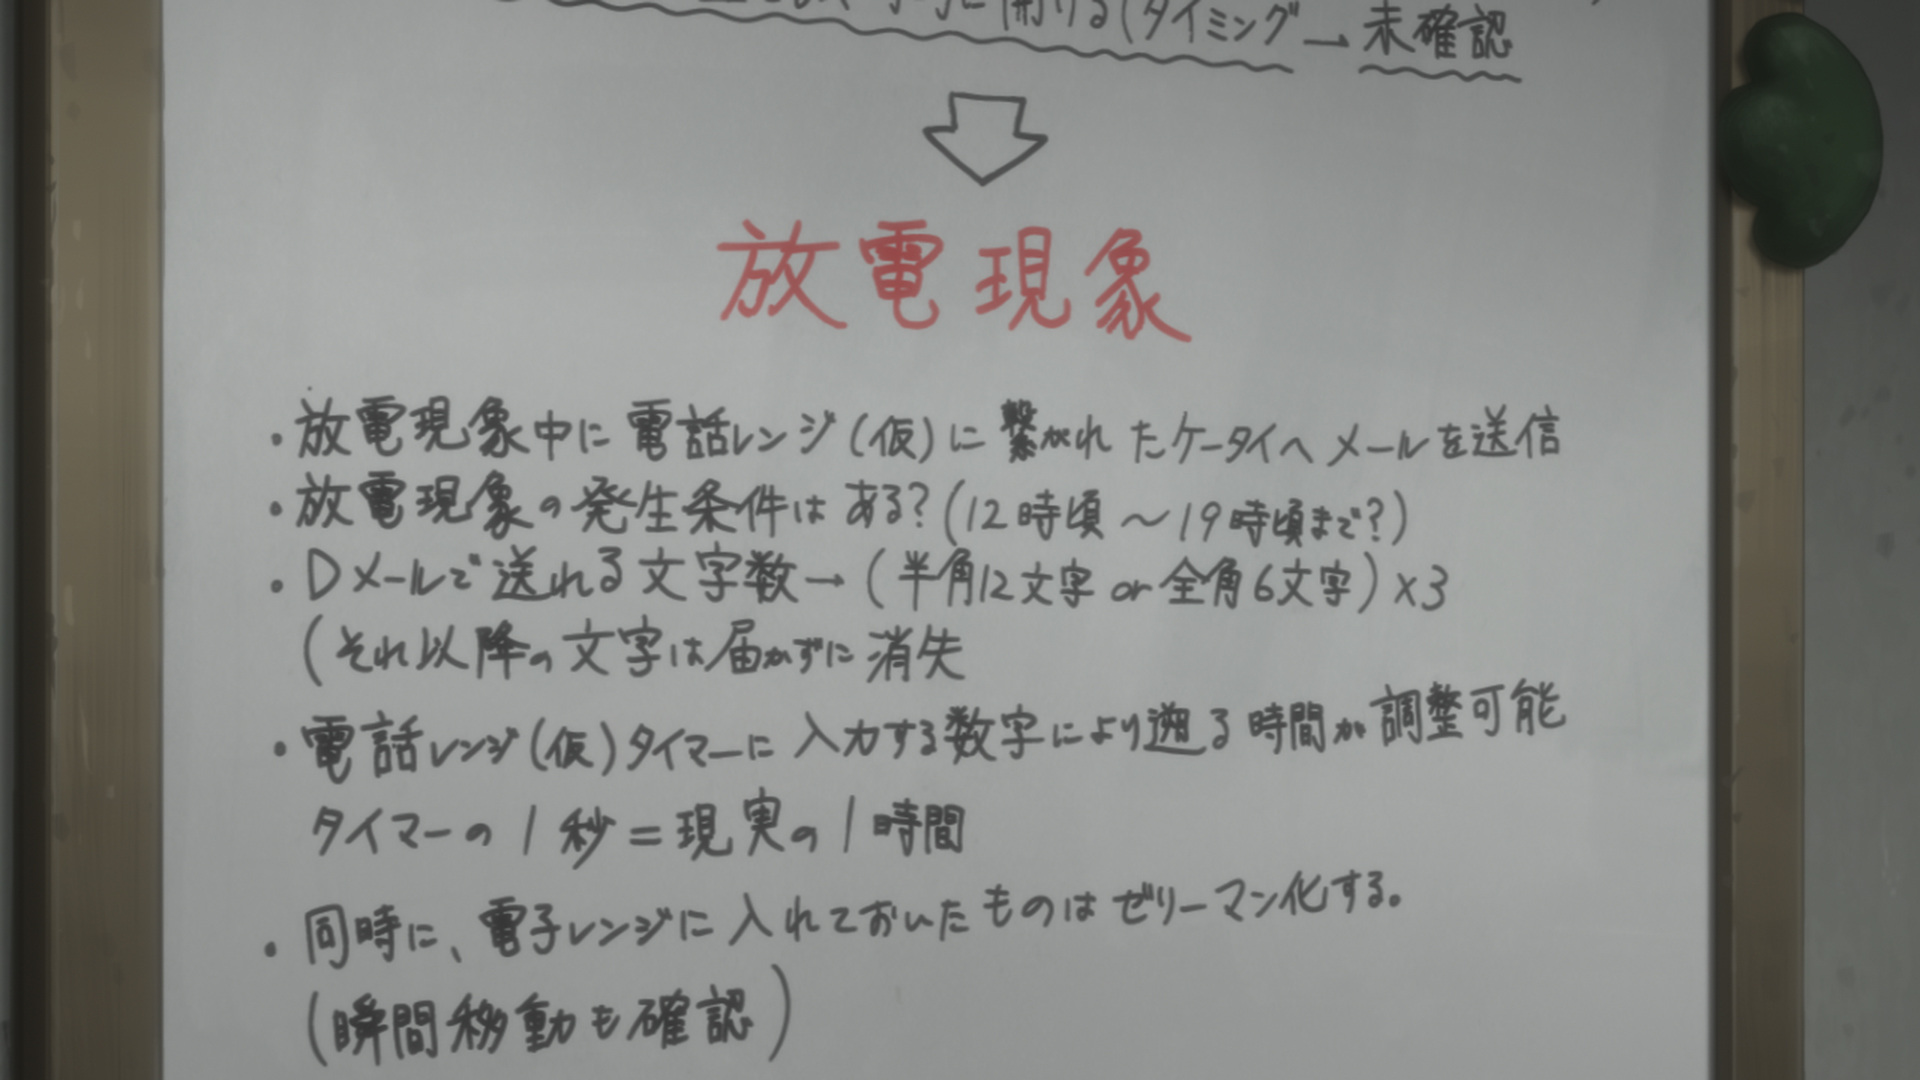 に開ける(タイミング→未確認
放電現象
・放電現象中に電話レンジ(仮)に繋がれたケータイへメールを送信
・放電現象の発生条件はある?(12時頃〜19時頃まで?)
・Dメールで送れる文字数→(半角12文字 or 全角6文字)×3
(それ以降の文字は届かずに消失
・電話レンジ(仮)タイマーに入力する数字により遡る時間が調整可能
タイマーの1秒=現実の1時間
・同時に、電子レンジに入れておいたものはゼリーマン化する。
(瞬間移動も確認)